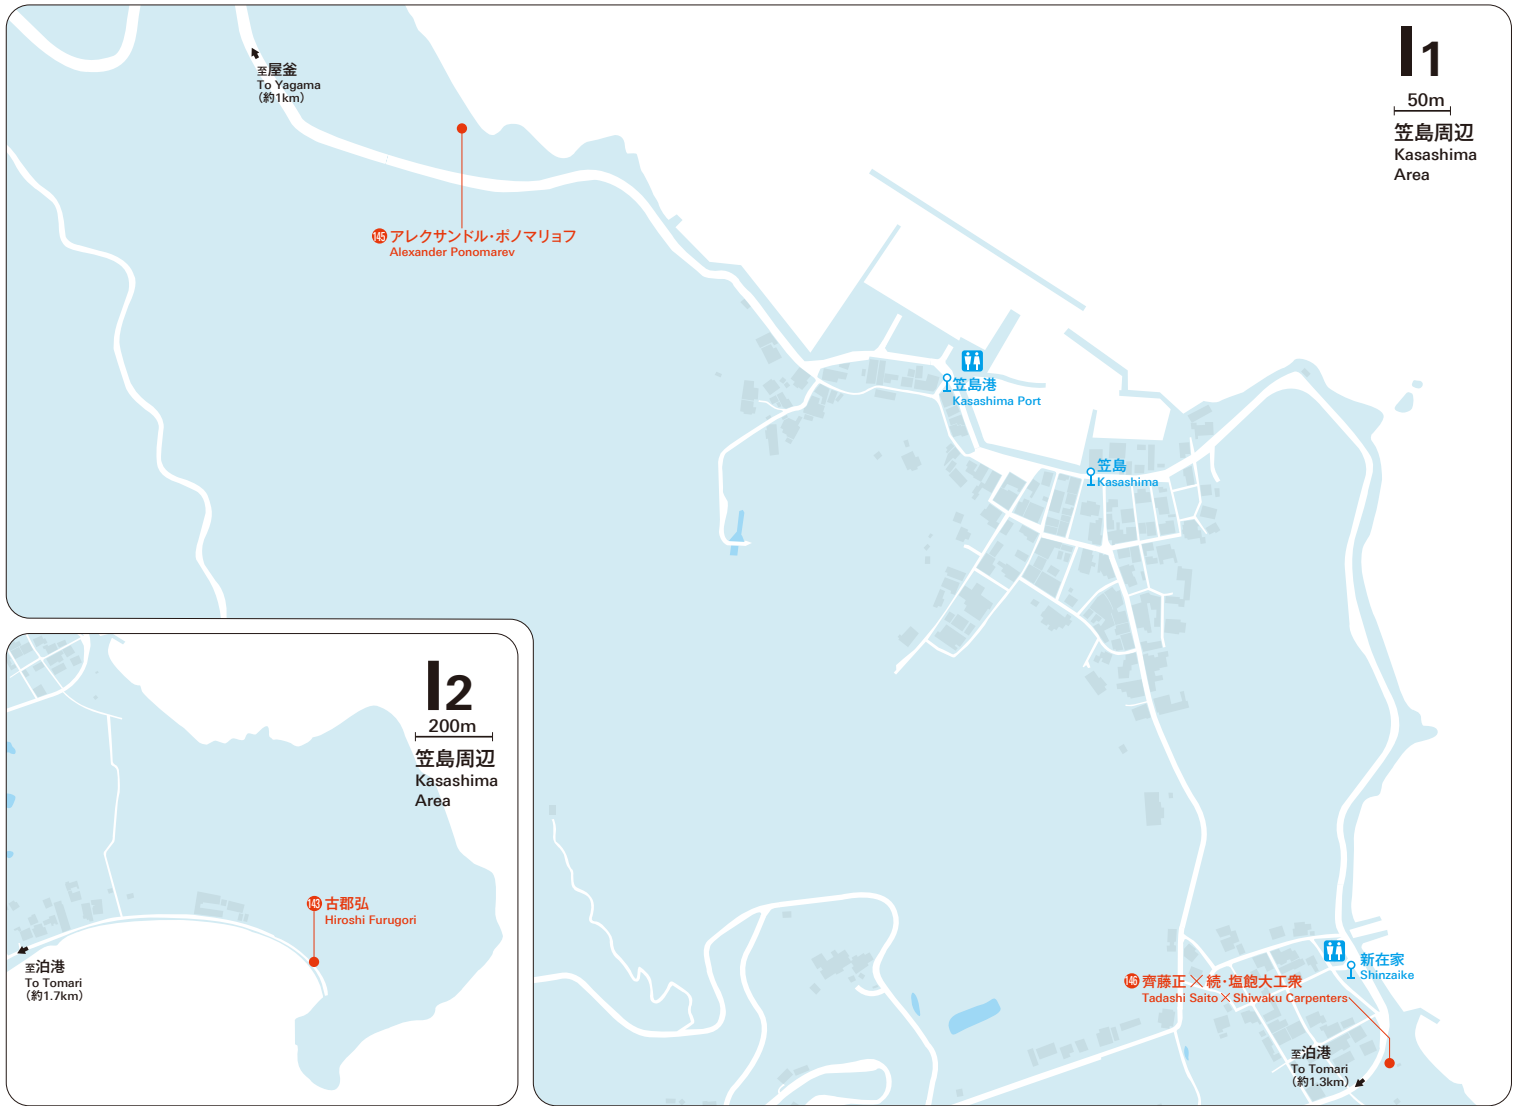 I1
50m
笠島周辺
Kasashima
Area
至屋釜
To Yagama
(約1km)
145 アレクサンドル・ポノマリョフ
Alexander Ponomarev
笠島港
Kasashima Port
笠島
Kasashima
新在家
Shinzaike
146 齊藤正×続・塩飽大工衆
Tadashi Saito×Shiwaku Carpenters
至泊港
To Tomari
(約1.3km)
I2
200m
笠島周辺
Kasashima
Area
143 古郡弘
Hiroshi Furugori
至泊港
To Tomari
(約1.7km)